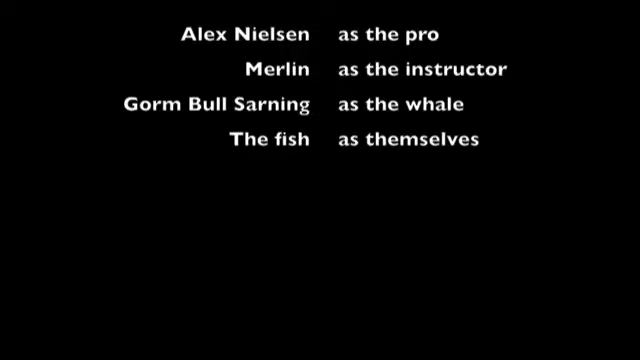 Alex Nielsen as the pro
Merlin as the instructor
Gorm Bull Sarning as the whale
The fish as themselves